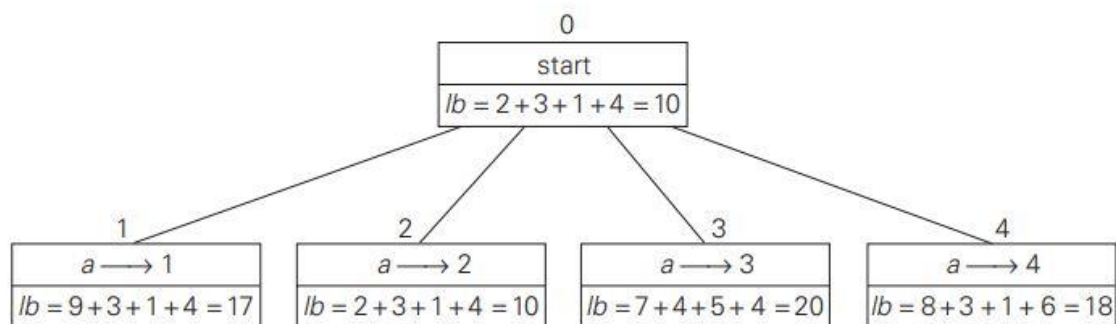 0
start
lb = 2 + 3 + 1 + 4 = 10
1
2
3
4
a ⟶ 1
a ⟶ 2
a ⟶ 3
a ⟶ 4
lb = 9 + 3 + 1 + 4 = 17
lb = 2 + 3 + 1 + 4 = 10
lb = 7 + 4 + 5 + 4 = 20
lb = 8 + 3 + 1 + 6 = 18